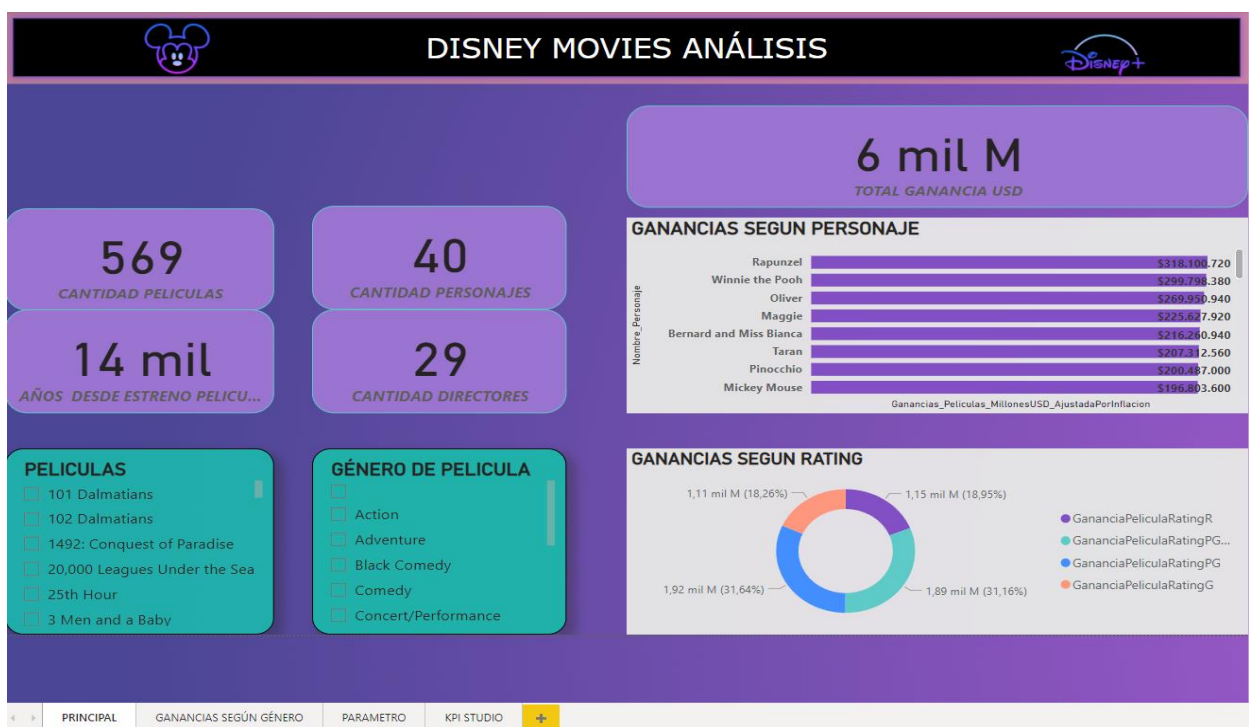 DISNEY MOVIES ANÁLISIS
Disney+
6 mil M
TOTAL GANANCIA USD
569
CANTIDAD PELICULAS
40
CANTIDAD PERSONAJES
14 mil
AÑOS DESDE ESTRENO PELICU...
29
CANTIDAD DIRECTORES
GANANCIAS SEGUN PERSONAJE
Nombre_Personaje
Rapunzel $318.100.720
Winnie the Pooh $299.798.380
Oliver $269.950.940
Maggie $225.627.920
Bernard and Miss Bianca $216.260.940
Taran $207.312.560
Pinocchio $200.487.000
Mickey Mouse $196.803.600
Ganancias_Peliculas_MillonesUSD_AjustadaPorInflacion
PELICULAS
101 Dalmatians
102 Dalmatians
1492: Conquest of Paradise
20,000 Leagues Under the Sea
25th Hour
3 Men and a Baby
GÉNERO DE PELICULA
Action
Adventure
Black Comedy
Comedy
Concert/Performance
GANANCIAS SEGUN RATING
1,11 mil M (18,26%)
1,15 mil M (18,95%)
1,92 mil M (31,64%)
1,89 mil M (31,16%)
GananciaPeliculaRatingR
GananciaPeliculaRatingPG...
GananciaPeliculaRatingPG
GananciaPeliculaRatingG
PRINCIPAL
GANANCIAS SEGÚN GÉNERO
PARAMETRO
KPI STUDIO
+